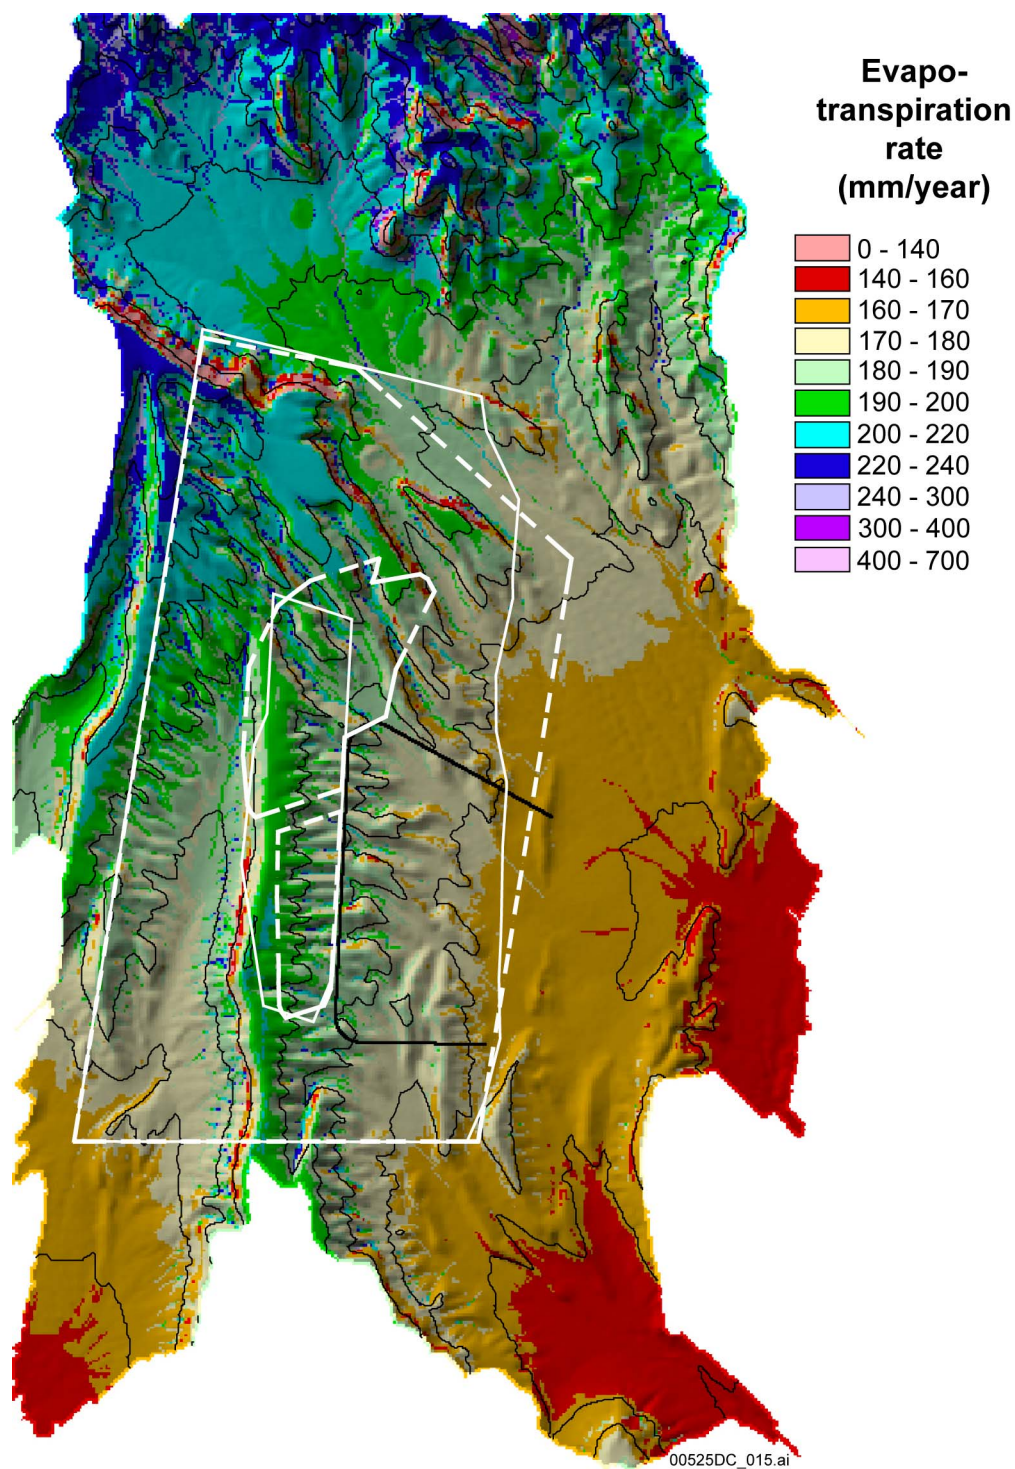 Evapo-
transpiration
rate
(mm/year)
0 - 140
140 - 160
160 - 170
170 - 180
180 - 190
190 - 200
200 - 220
220 - 240
240 - 300
300 - 400
400 - 700
00525DC_015.ai